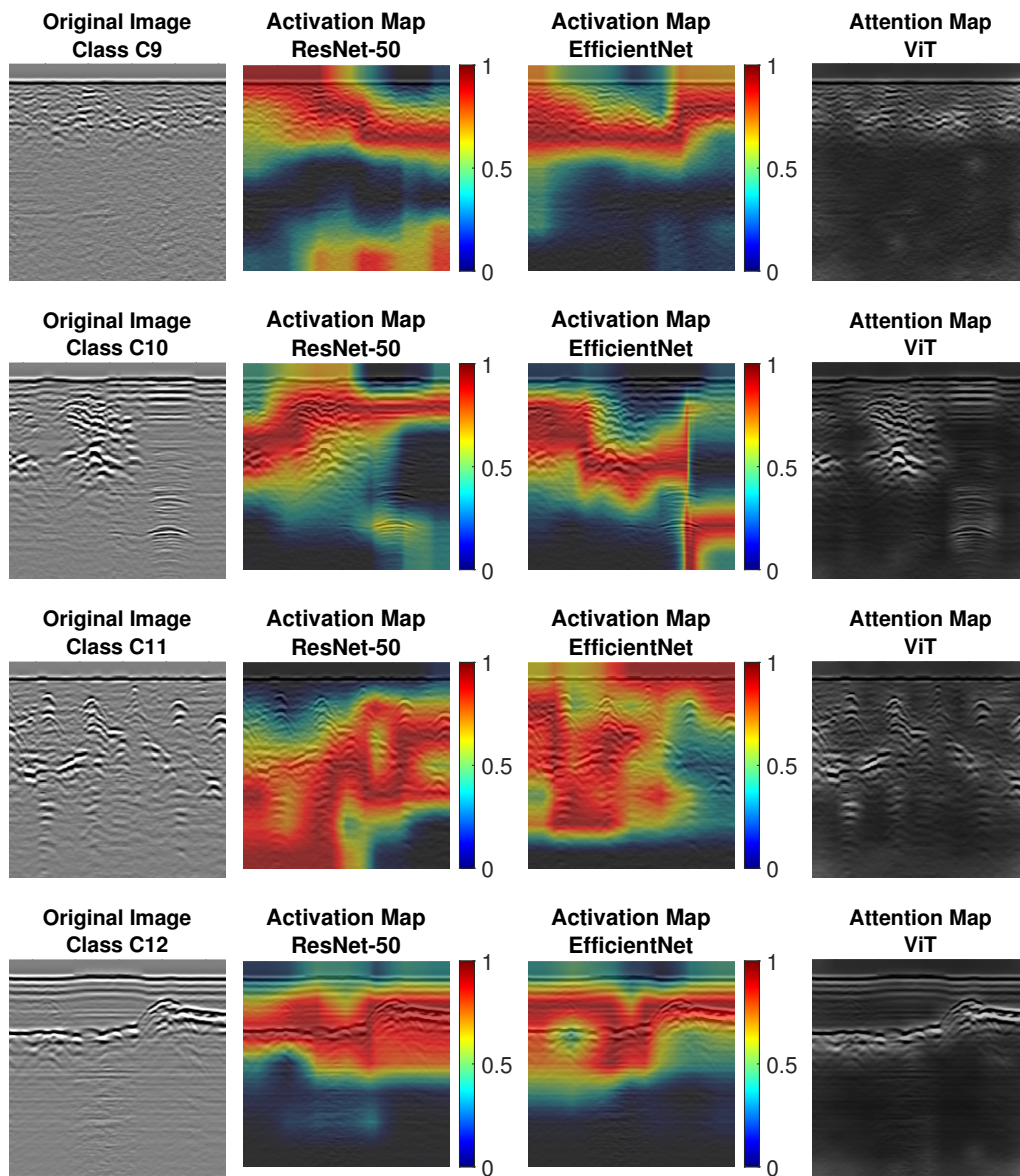 Original Image
Class C9
Activation Map
ResNet-50
1
0.5
0
Activation Map
EfficientNet
1
0.5
0
Attention Map
ViT
Original Image
Class C10
Activation Map
ResNet-50
1
0.5
0
Activation Map
EfficientNet
1
0.5
0
Attention Map
ViT
Original Image
Class C11
Activation Map
ResNet-50
1
0.5
0
Activation Map
EfficientNet
1
0.5
0
Attention Map
ViT
Original Image
Class C12
Activation Map
ResNet-50
1
0.5
0
Activation Map
EfficientNet
1
0.5
0
Attention Map
ViT